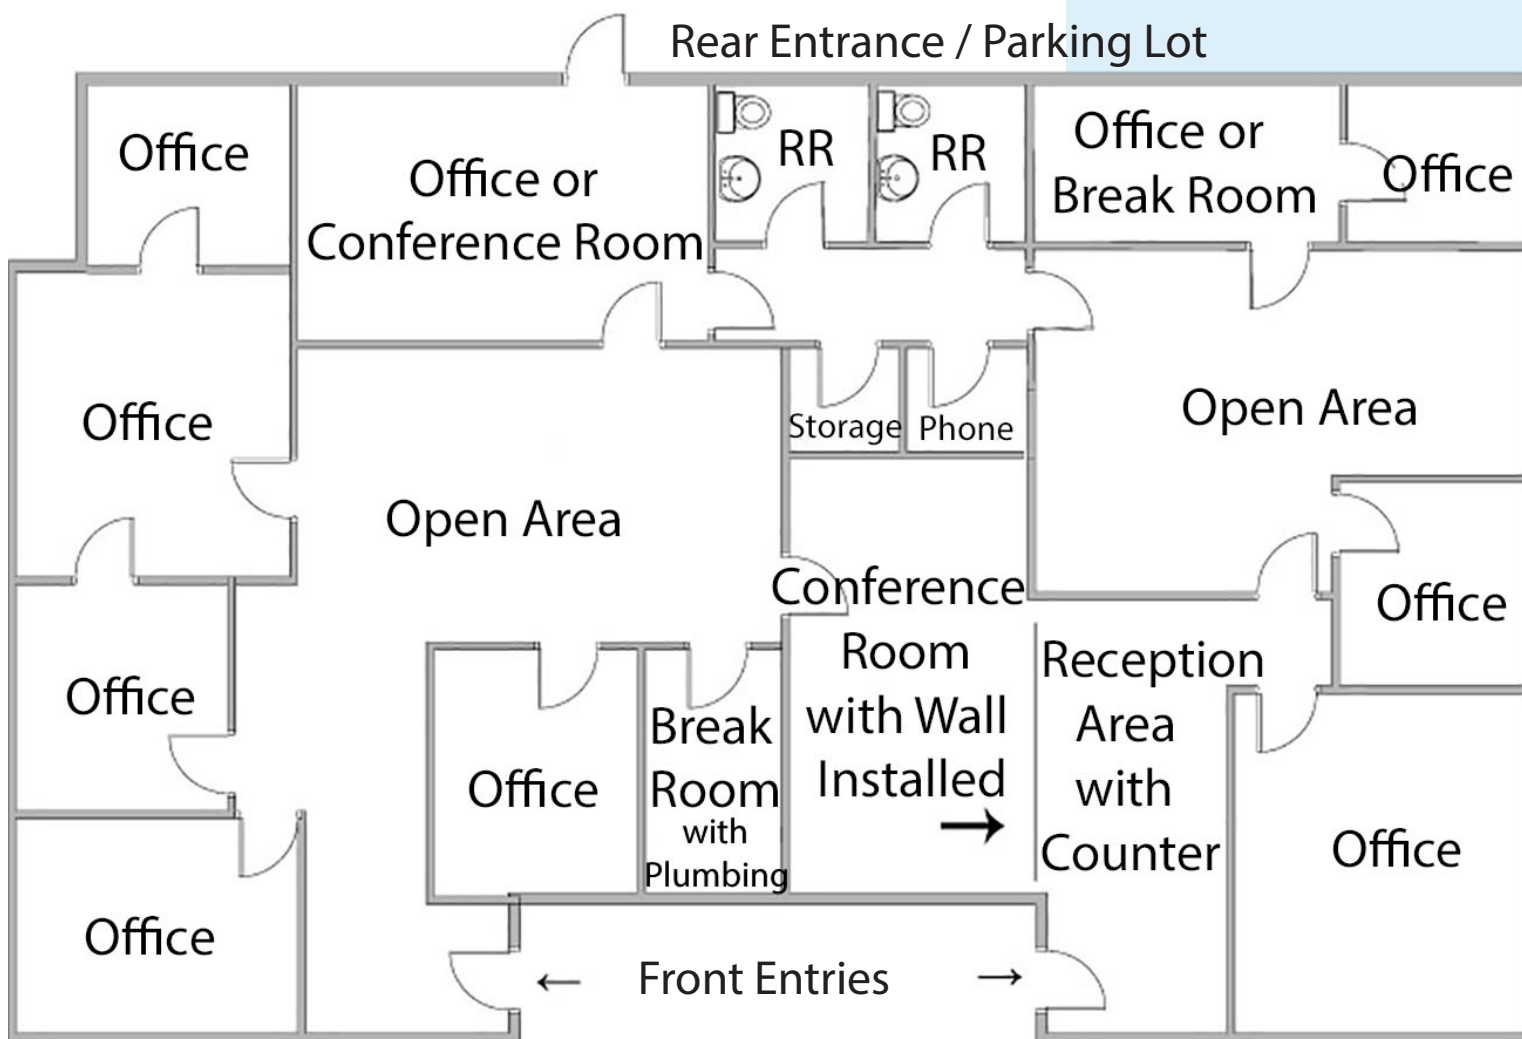 Rear Entrance / Parking Lot
Office
Office or
Conference Room
RR
RR
Office or
Break Room
Office
Office
Open Area
Storage
Phone
Open Area
Conference
Room
with Wall
Installed
→
Reception
Area
with
Counter
Office
Office
Office
Break
Room
with
Plumbing
Office
Office
← Front Entries →